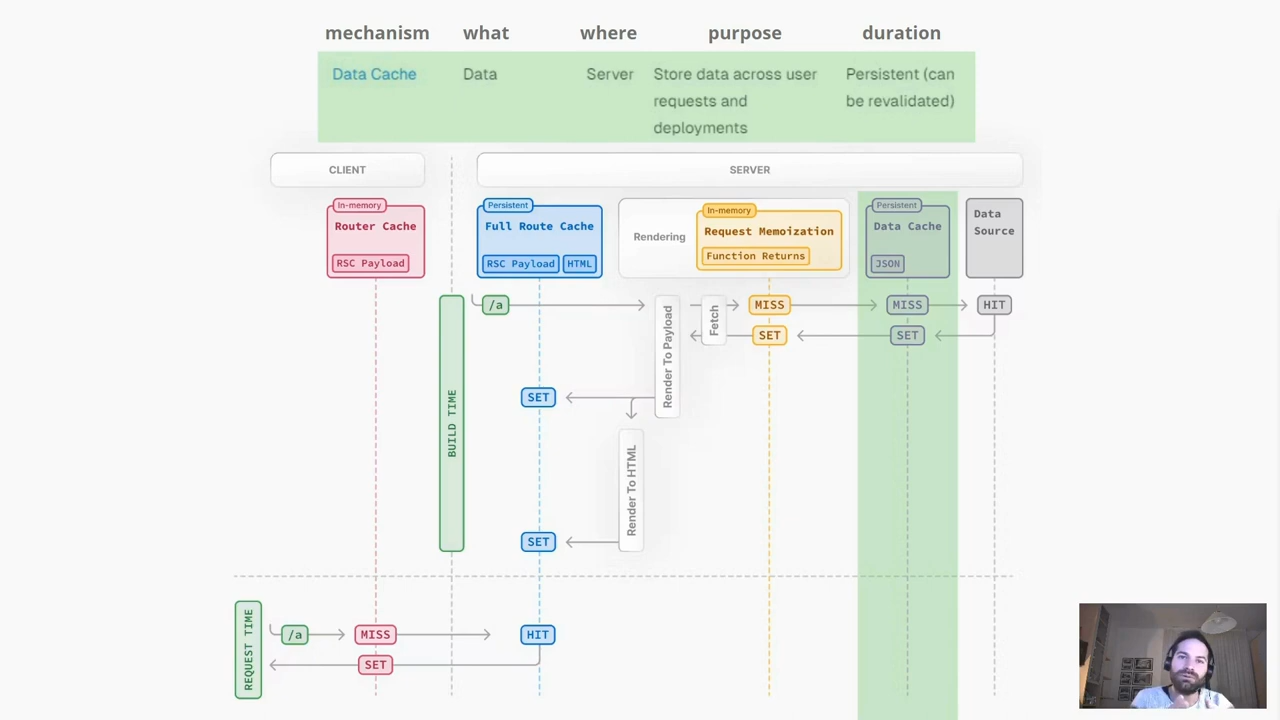 mechanism what where purpose duration
Data Cache Data Server Store data across user Persistent (can
requests and be revalidated)
deployments
CLIENT SERVER
In-memory Persistent In-memory Persistent
Router Cache Full Route Cache Rendering Request Memoization Data Cache Data
Source
RSC Payload RSC Payload HTML Function Returns JSON
/a MISS MISS HIT
Fetch
SET SET
Render To Payload
SET
BUILD TIME
Render To HTML
SET
REQUEST TIME
/a MISS HIT
SET